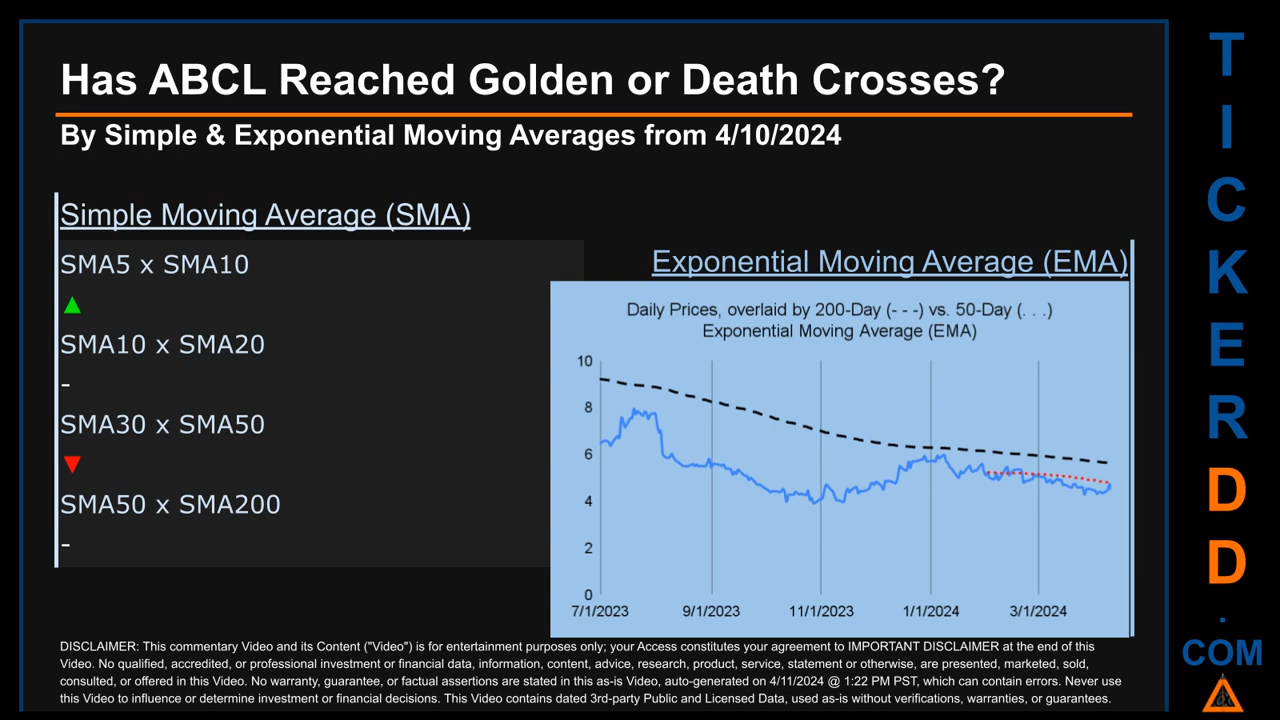 Has ABCL Reached Golden or Death Crosses?
By Simple & Exponential Moving Averages from 4/10/2024
Simple Moving Average (SMA)
SMA5 x SMA10
▲
SMA10 x SMA20
-
SMA30 x SMA50
▼
SMA50 x SMA200
-
Exponential Moving Average (EMA)
Daily Prices, overlaid by 200-Day (- - -) vs. 50-Day (. . .)
Exponential Moving Average (EMA)
10
8
6
4
2
0
7/1/2023 9/1/2023 11/1/2023 1/1/2024 3/1/2024
DISCLAIMER: This commentary Video and its Content ("Video") is for entertainment purposes only; your Access constitutes your agreement to IMPORTANT DISCLAIMER at the end of this
Video. No qualified, accredited, or professional investment or financial data, information, content, advice, research, product, service, statement or otherwise, are presented, marketed, sold,
consulted, or offered in this Video. No warranty, guarantee, or factual assertions are stated in this as-is Video, auto-generated on 4/11/2024 @ 1:22 PM PST, which can contain errors. Never use
this Video to influence or determine investment or financial decisions. This Video contains dated 3rd-party Public and Licensed Data, used as-is without verifications, warranties, or guarantees.
T
I
C
K
E
R
D
D
.
COM